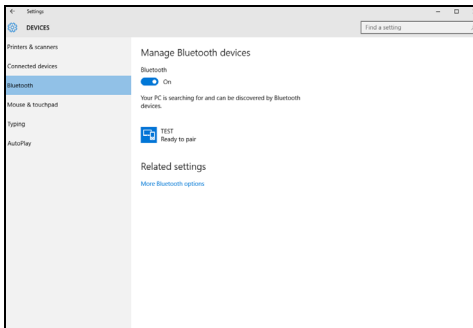 Settings
DEVICES
Find a setting
Printers & scanners
Connected devices
Bluetooth
Mouse & touchpad
Typing
AutoPlay
Manage Bluetooth devices
Bluetooth
On
Your PC is searching for and can be discovered by Bluetooth
devices.
TEST
Ready to pair
Related settings
More Bluetooth options